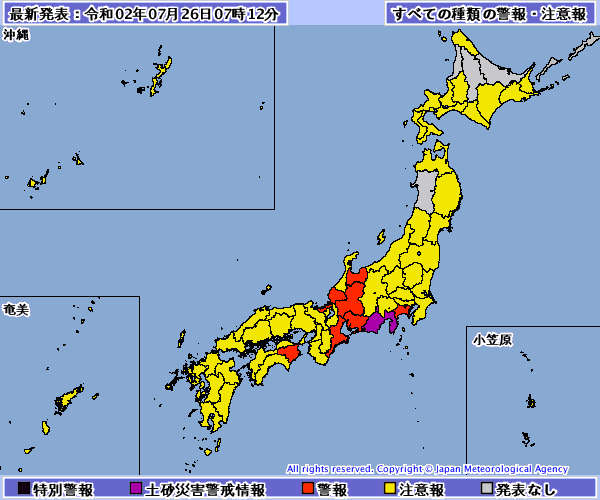 最新発表：令和02年07月26日07時12分
すべての種類の警報・注意報
沖縄
奄美
小笠原
All rights reserved. Copyright © Japan Meteorological Agency
特別警報 土砂災害警戒情報 警報 注意報 発表なし